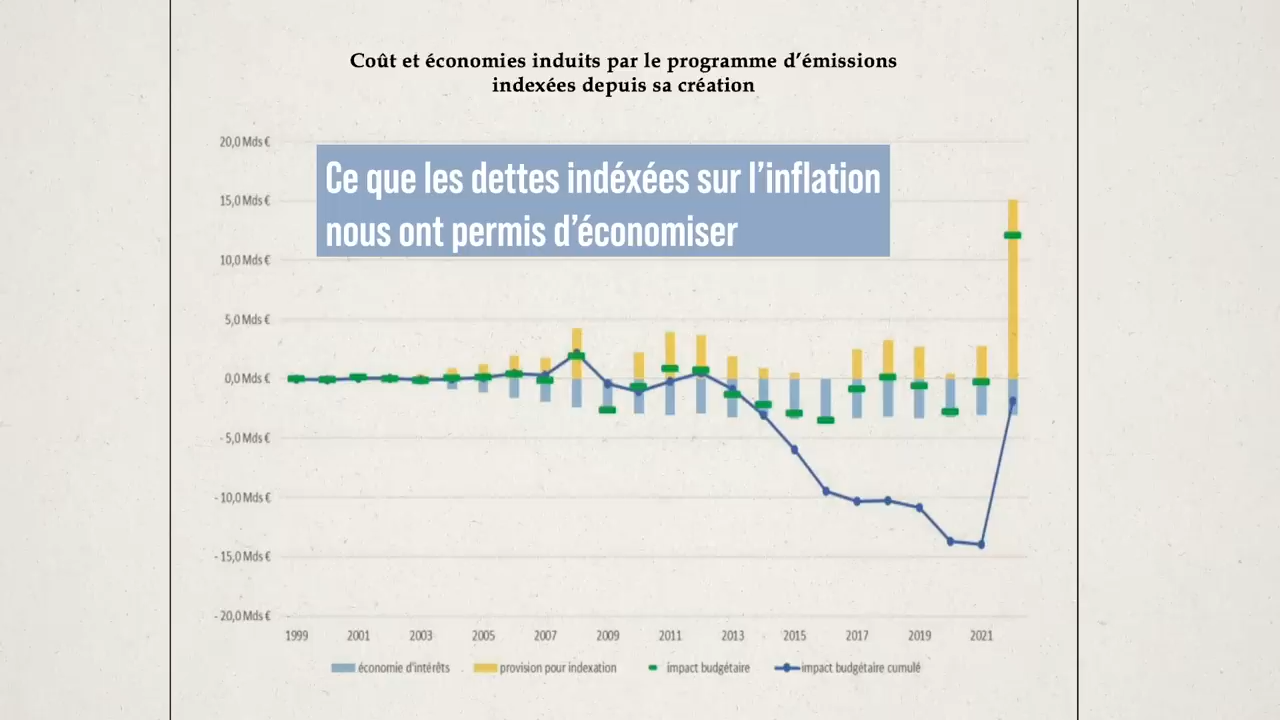 Coût et économies induits par le programme d’émissions
indexées depuis sa création
20,0 Mds €
Ce que les dettes indéxées sur l’inflation
nous ont permis d’économiser
15,0 Mds €
10,0 Mds €
5,0 Mds €
0,0 Mds €
- 5,0 Mds €
- 10,0 Mds €
- 15,0 Mds €
- 20,0 Mds €
1999 2001 2003 2005 2007 2009 2011 2013 2015 2017 2019 2021
économie d'intérêts provision pour indexation impact budgétaire impact budgétaire cumulé